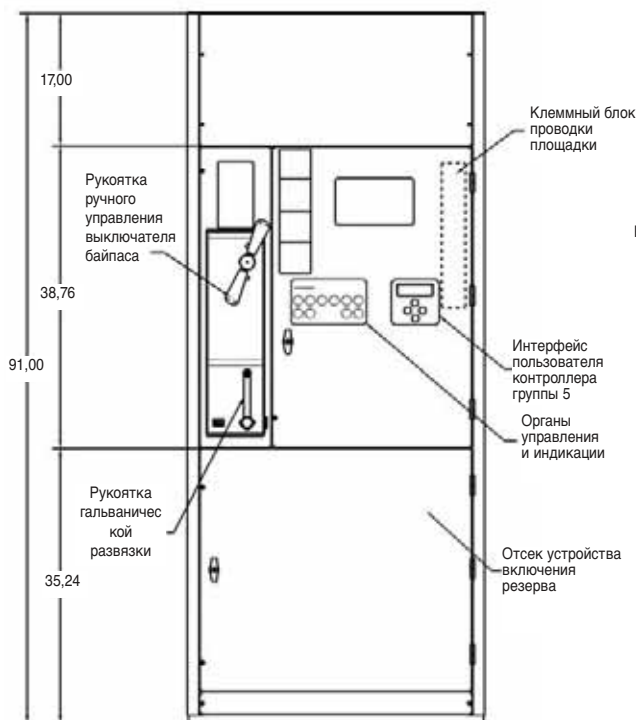 17,00
Клеммный блок
проводки
площадки
Рукоятка
ручного
управления
выключателя
байпаса
38,76
91,00
Интерфейс
пользователя
контроллера
группы 5
Органы
управления
и индикации
Рукоятка
гальваничес
кой
развязки
35,24
Отсек устройства
включения
резерва